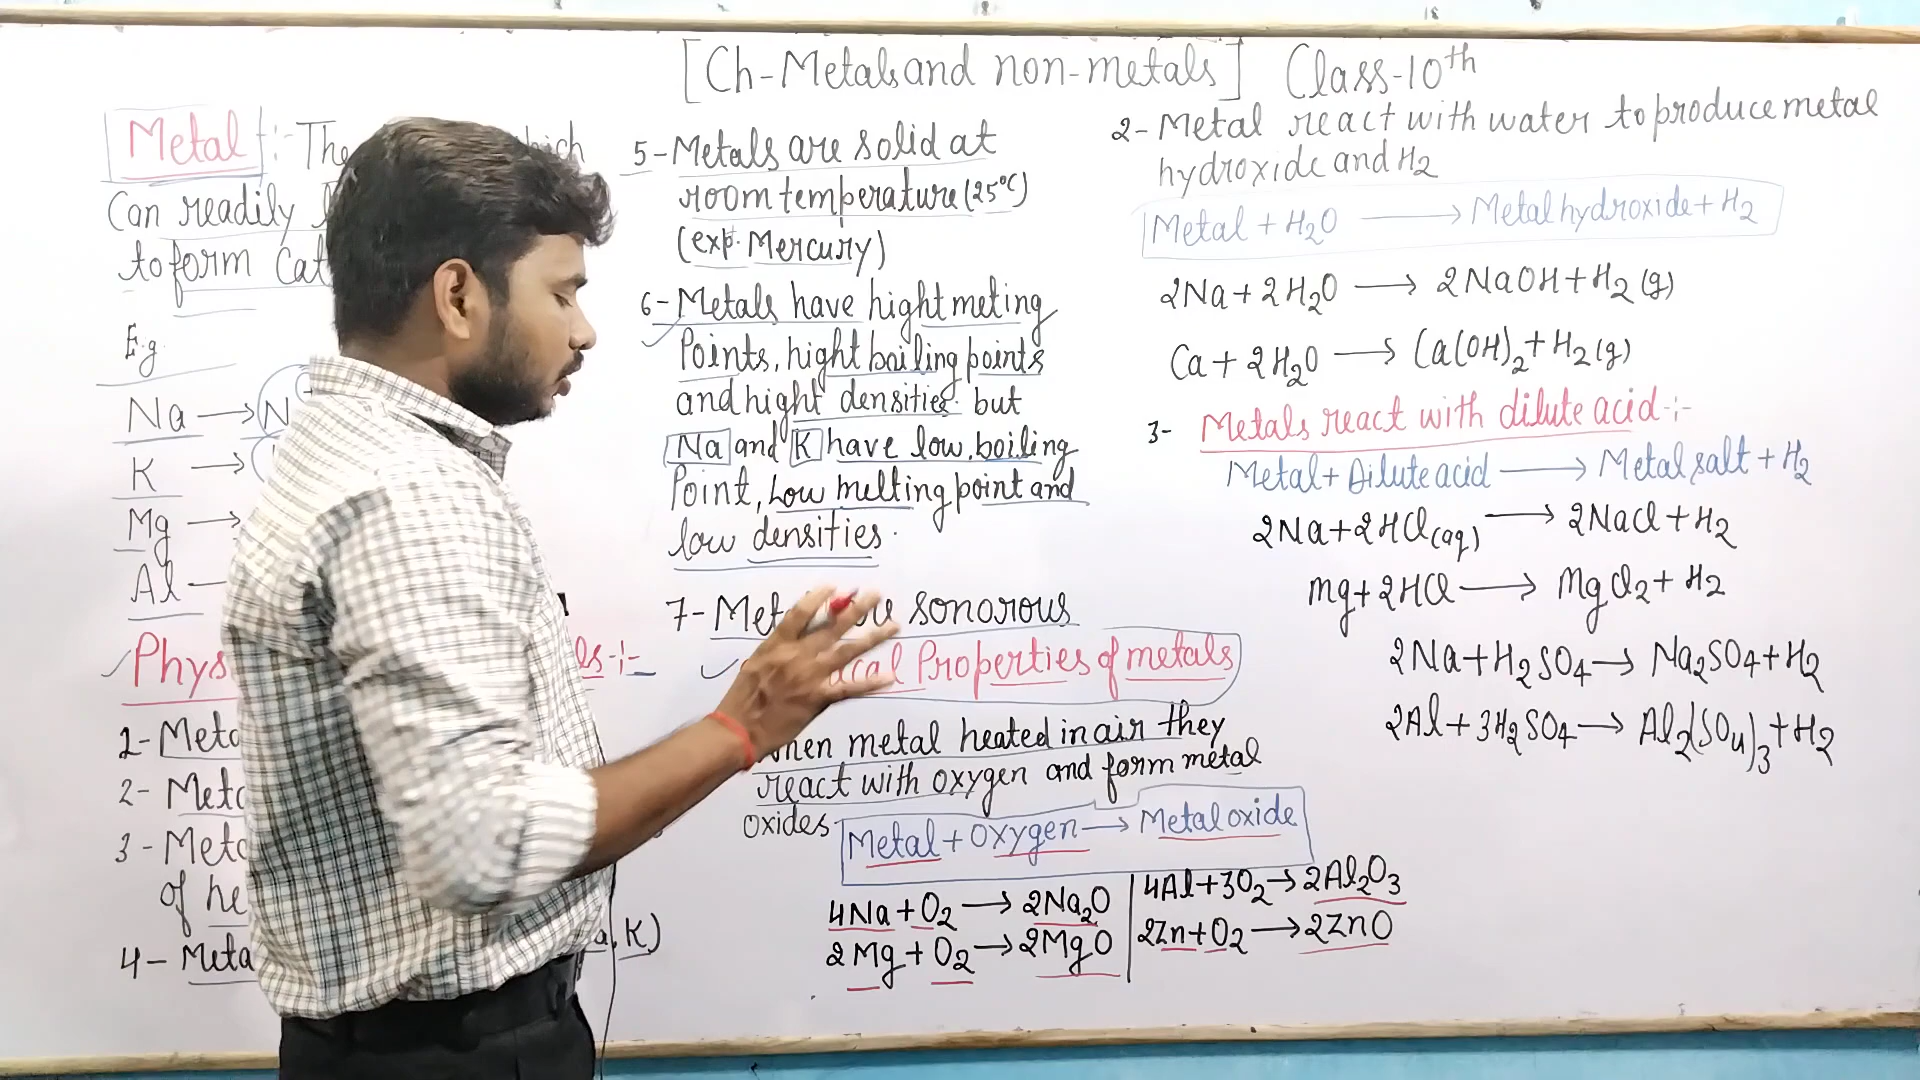 [Ch-Metals and non-metals] Class-10th
Metal :- The
Can readily
to form Cat
E.g.
Na → N
K →
Mg →
Al
Phys ls :-
1- Meta
2- Meta
3- Meta
of he
4- Meta a, K)
5- Metals are solid at
room temperature (25°C)
(exp. Mercury)
6- Metals have hight meting
Points, hight boiling points
and hight densities. but
Na and K have low, boiling
Point, Low melting point and
low densities.
7- Met sonorous
ical Properties of metals
when metal heated in air they
react with oxygen and form metal
oxides
Metal + Oxygen → Metal oxide
4Na + O2 → 2Na2O
2Mg + O2 → 2MgO
4Al + 3O2 → 2Al2O3
2Zn + O2 → 2ZnO
2- Metal react with water to produce metal
hydroxide and H2
Metal + H2O → Metal hydroxide + H2
2Na + 2H2O → 2NaOH + H2 (g)
Ca + 2H2O → Ca(OH)2 + H2 (g)
3- Metals react with dilute acid :-
Metal + Dilute acid → Metal salt + H2
2Na + 2HCl (aq) → 2NaCl + H2
mg + 2HCl → MgCl2 + H2
2Na + H2SO4 → Na2SO4 + H2
2Al + 3H2SO4 → Al2(SO4)3 + H2